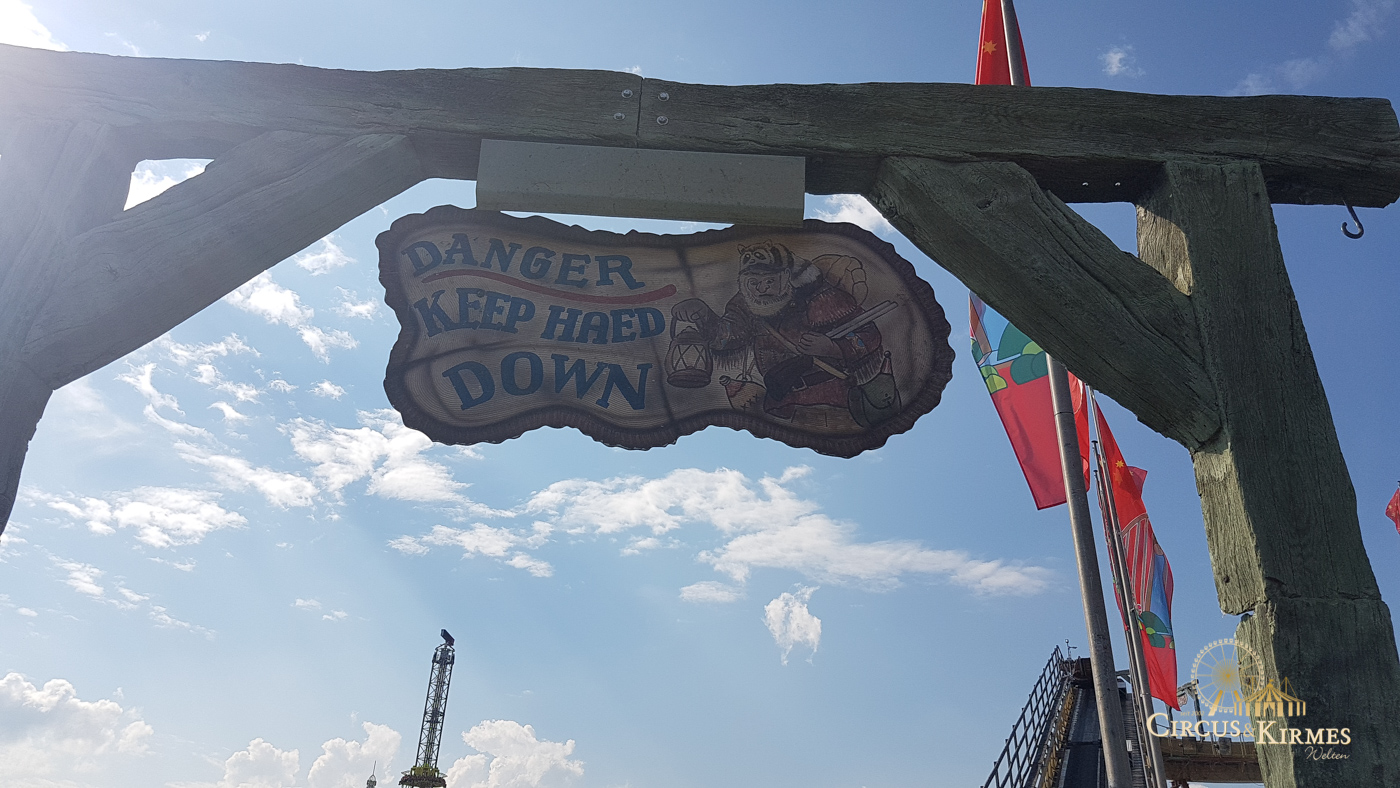 DANGER
KEEP HAED
DOWN
CIRCUS & KIRMES
Welten